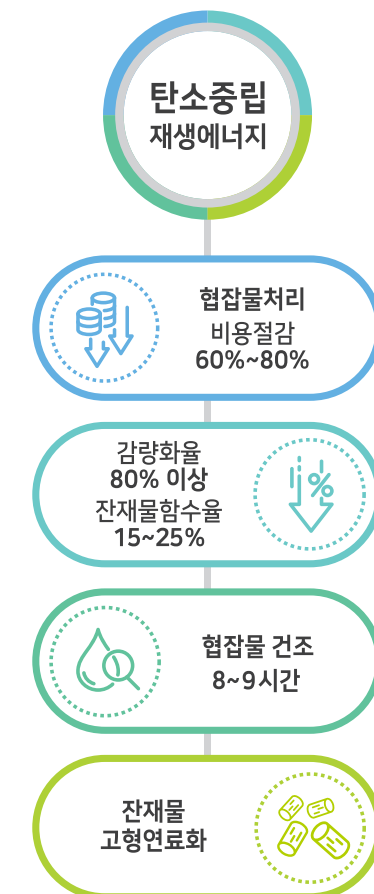 탄소중립
재생에너지
협잡물처리
비용절감
60%~80%
%
감량화율
80% 이상
잔재물함수율
15~25%
협잡물 건조
8~9시간
잔재물
고형연료화